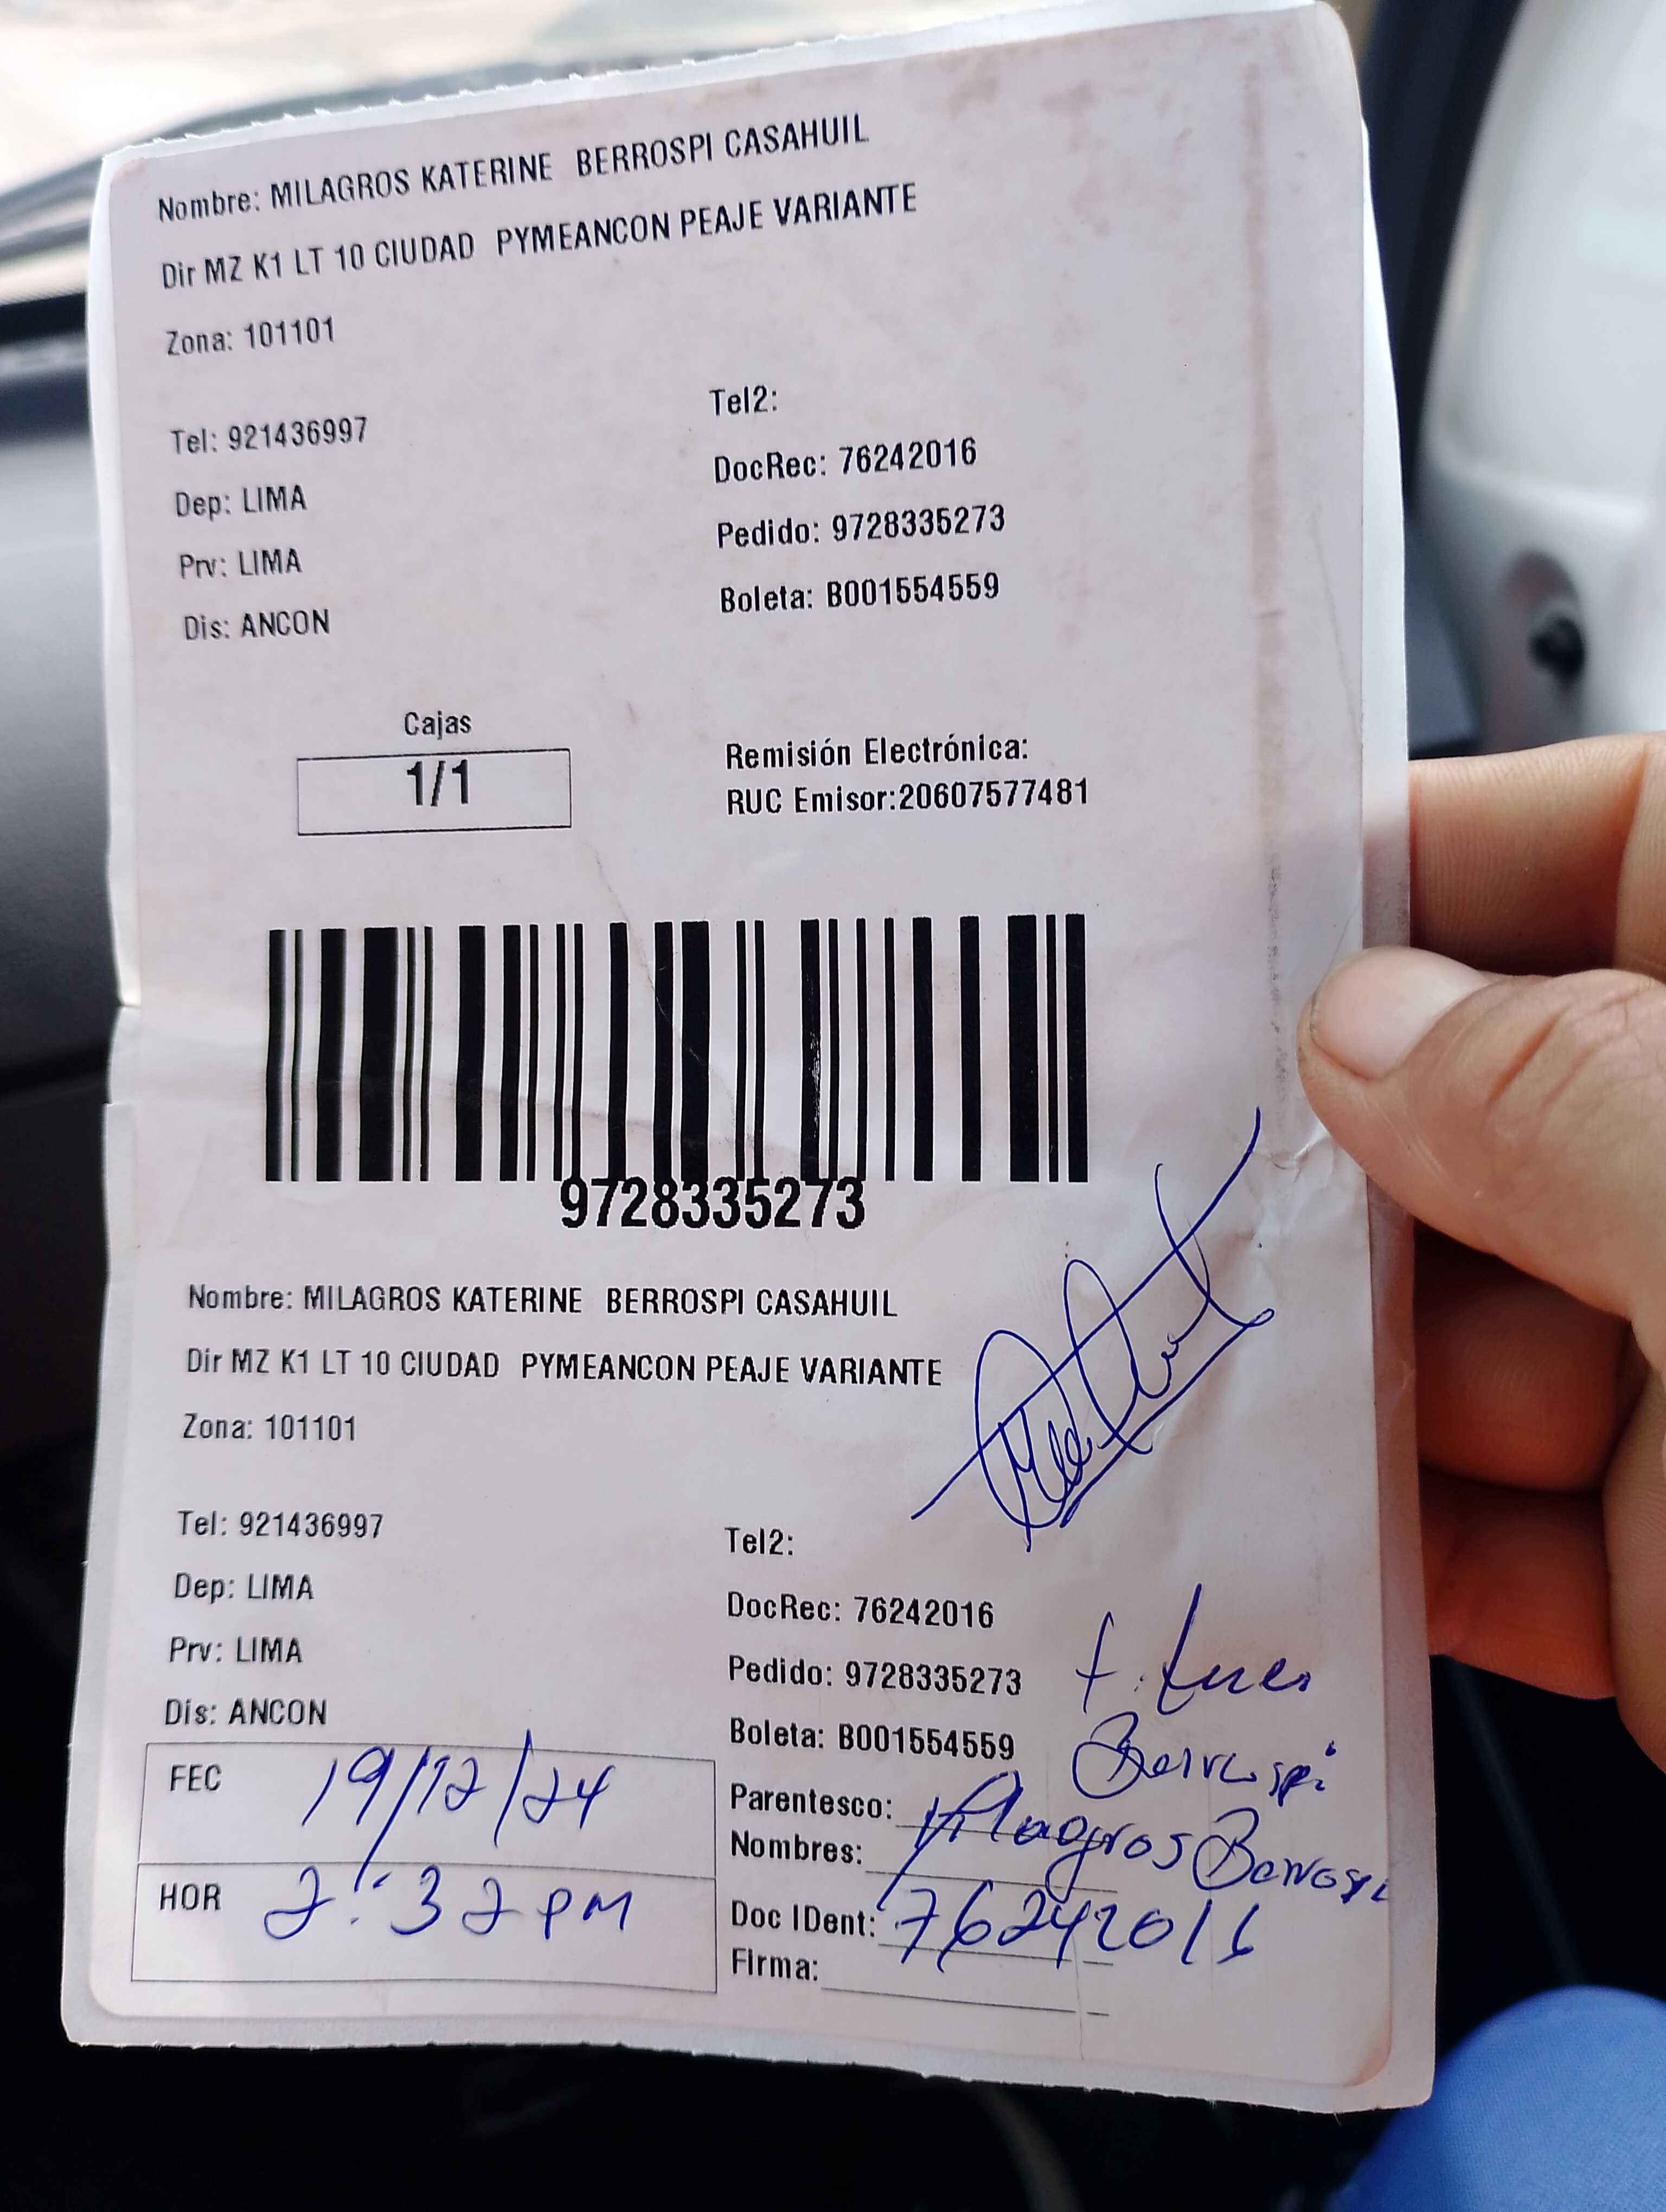 Nombre: MILAGROS KATERINE BERROSPI CASAHUIL
Dir MZ K1 LT 10 CIUDAD PYMEANCON PEAJE VARIANTE
Zona: 101101
Tel: 921436997
Dep: LIMA
Prv: LIMA
Dis: ANCON
Tel2:
DocRec: 76242016
Pedido: 9728335273
Boleta: B001554559
Cajas
1/1
Remisión Electrónica:
RUC Emisor:20607577481
9728335273
Nombre: MILAGROS KATERINE BERROSPI CASAHUIL
Dir MZ K1 LT 10 CIUDAD PYMEANCON PEAJE VARIANTE
Zona: 101101
Tel: 921436997
Dep: LIMA
Prv: LIMA
Dis: ANCON
Tel2:
DocRec: 76242016
Pedido: 9728335273
Boleta: B001554559
Berrospi
FEC 19/12/24
HOR 2:32 PM
Parentesco:
Nombres: Milagros Berrospi
Doc IDent: 76242016
Firma: